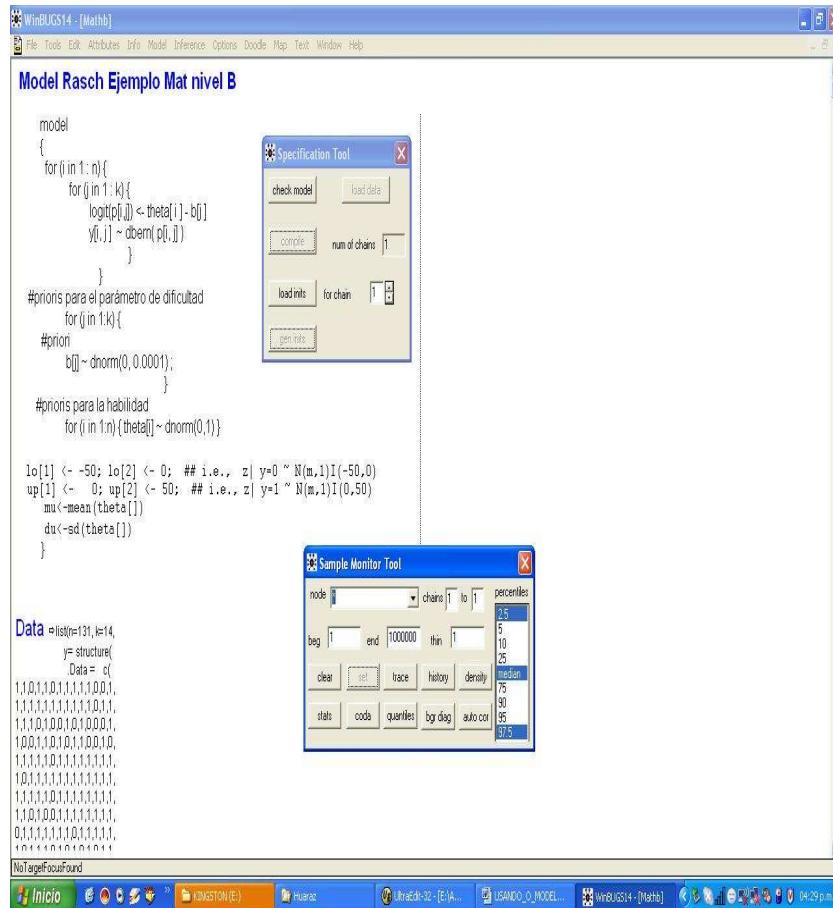 WinBUGS14 - [Mathb]
File Tools Edit Attributes Info Model Inference Options Doodle Map Text Window Help
Model Rasch Ejemplo Mat nivel B
model
{
for (i in 1 : n) {
for (j in 1 : k) {
logit(p[i,j]) <- theta[ i ] - b[j ]
y[i, j ] ~ dbern( p[i, j] )
}
}
#prioris para el parámetro de dificultad
for (j in 1:k) {
#priori
b[j] ~ dnorm(0, 0.0001) ;
}
#prioris para la habilidad
for (i in 1:n) { theta[i] ~ dnorm(0,1) }
lo[1] <- -50; lo[2] <- 0; ## i.e., z| y=0 ~ N(m,1)I(-50,0)
up[1] <- 0; up[2] <- 50; ## i.e., z| y=1 ~ N(m,1)I(0,50)
mu<-mean(theta[])
du<-sd(theta[])
}
Data ⇨list(n=131, k=14,
y= structure(
.Data = c(
1,1,0,1,1,0,1,1,1,1,1,0,0,1,
1,1,1,1,1,1,1,1,1,1,0,1,1,
1,1,1,0,1,0,0,1,0,1,0,0,0,1,
1,0,0,1,1,0,1,0,1,1,0,0,1,0,
1,1,1,1,1,0,1,1,1,1,1,1,1,1,
1,0,1,1,1,1,1,1,1,1,1,1,1,1,
1,1,1,1,1,0,1,1,1,1,1,1,1,1,
1,1,0,1,0,0,1,1,1,1,1,1,1,1,
0,1,1,1,1,1,1,1,0,1,1,1,1,1,
Specification Tool
check model
load data
compile
num of chains 1
load inits
for chain 1
gen inits
Sample Monitor Tool
node *
chains 1 to 1
percentiles
beg 1
end 1000000
thin 1
clear
set
trace
history
density
stats
coda
quantiles
bgr diag
auto cor
2.5
5
10
25
median
75
90
95
97.5
NoTargetFocusFound
Inicio
KINGSTON (E:)
Huaraz
UltraEdit-32 - [E:\A...
USANDO_O_MODEL...
WinBUGS14 - [Mathb]
04:29 p.m.